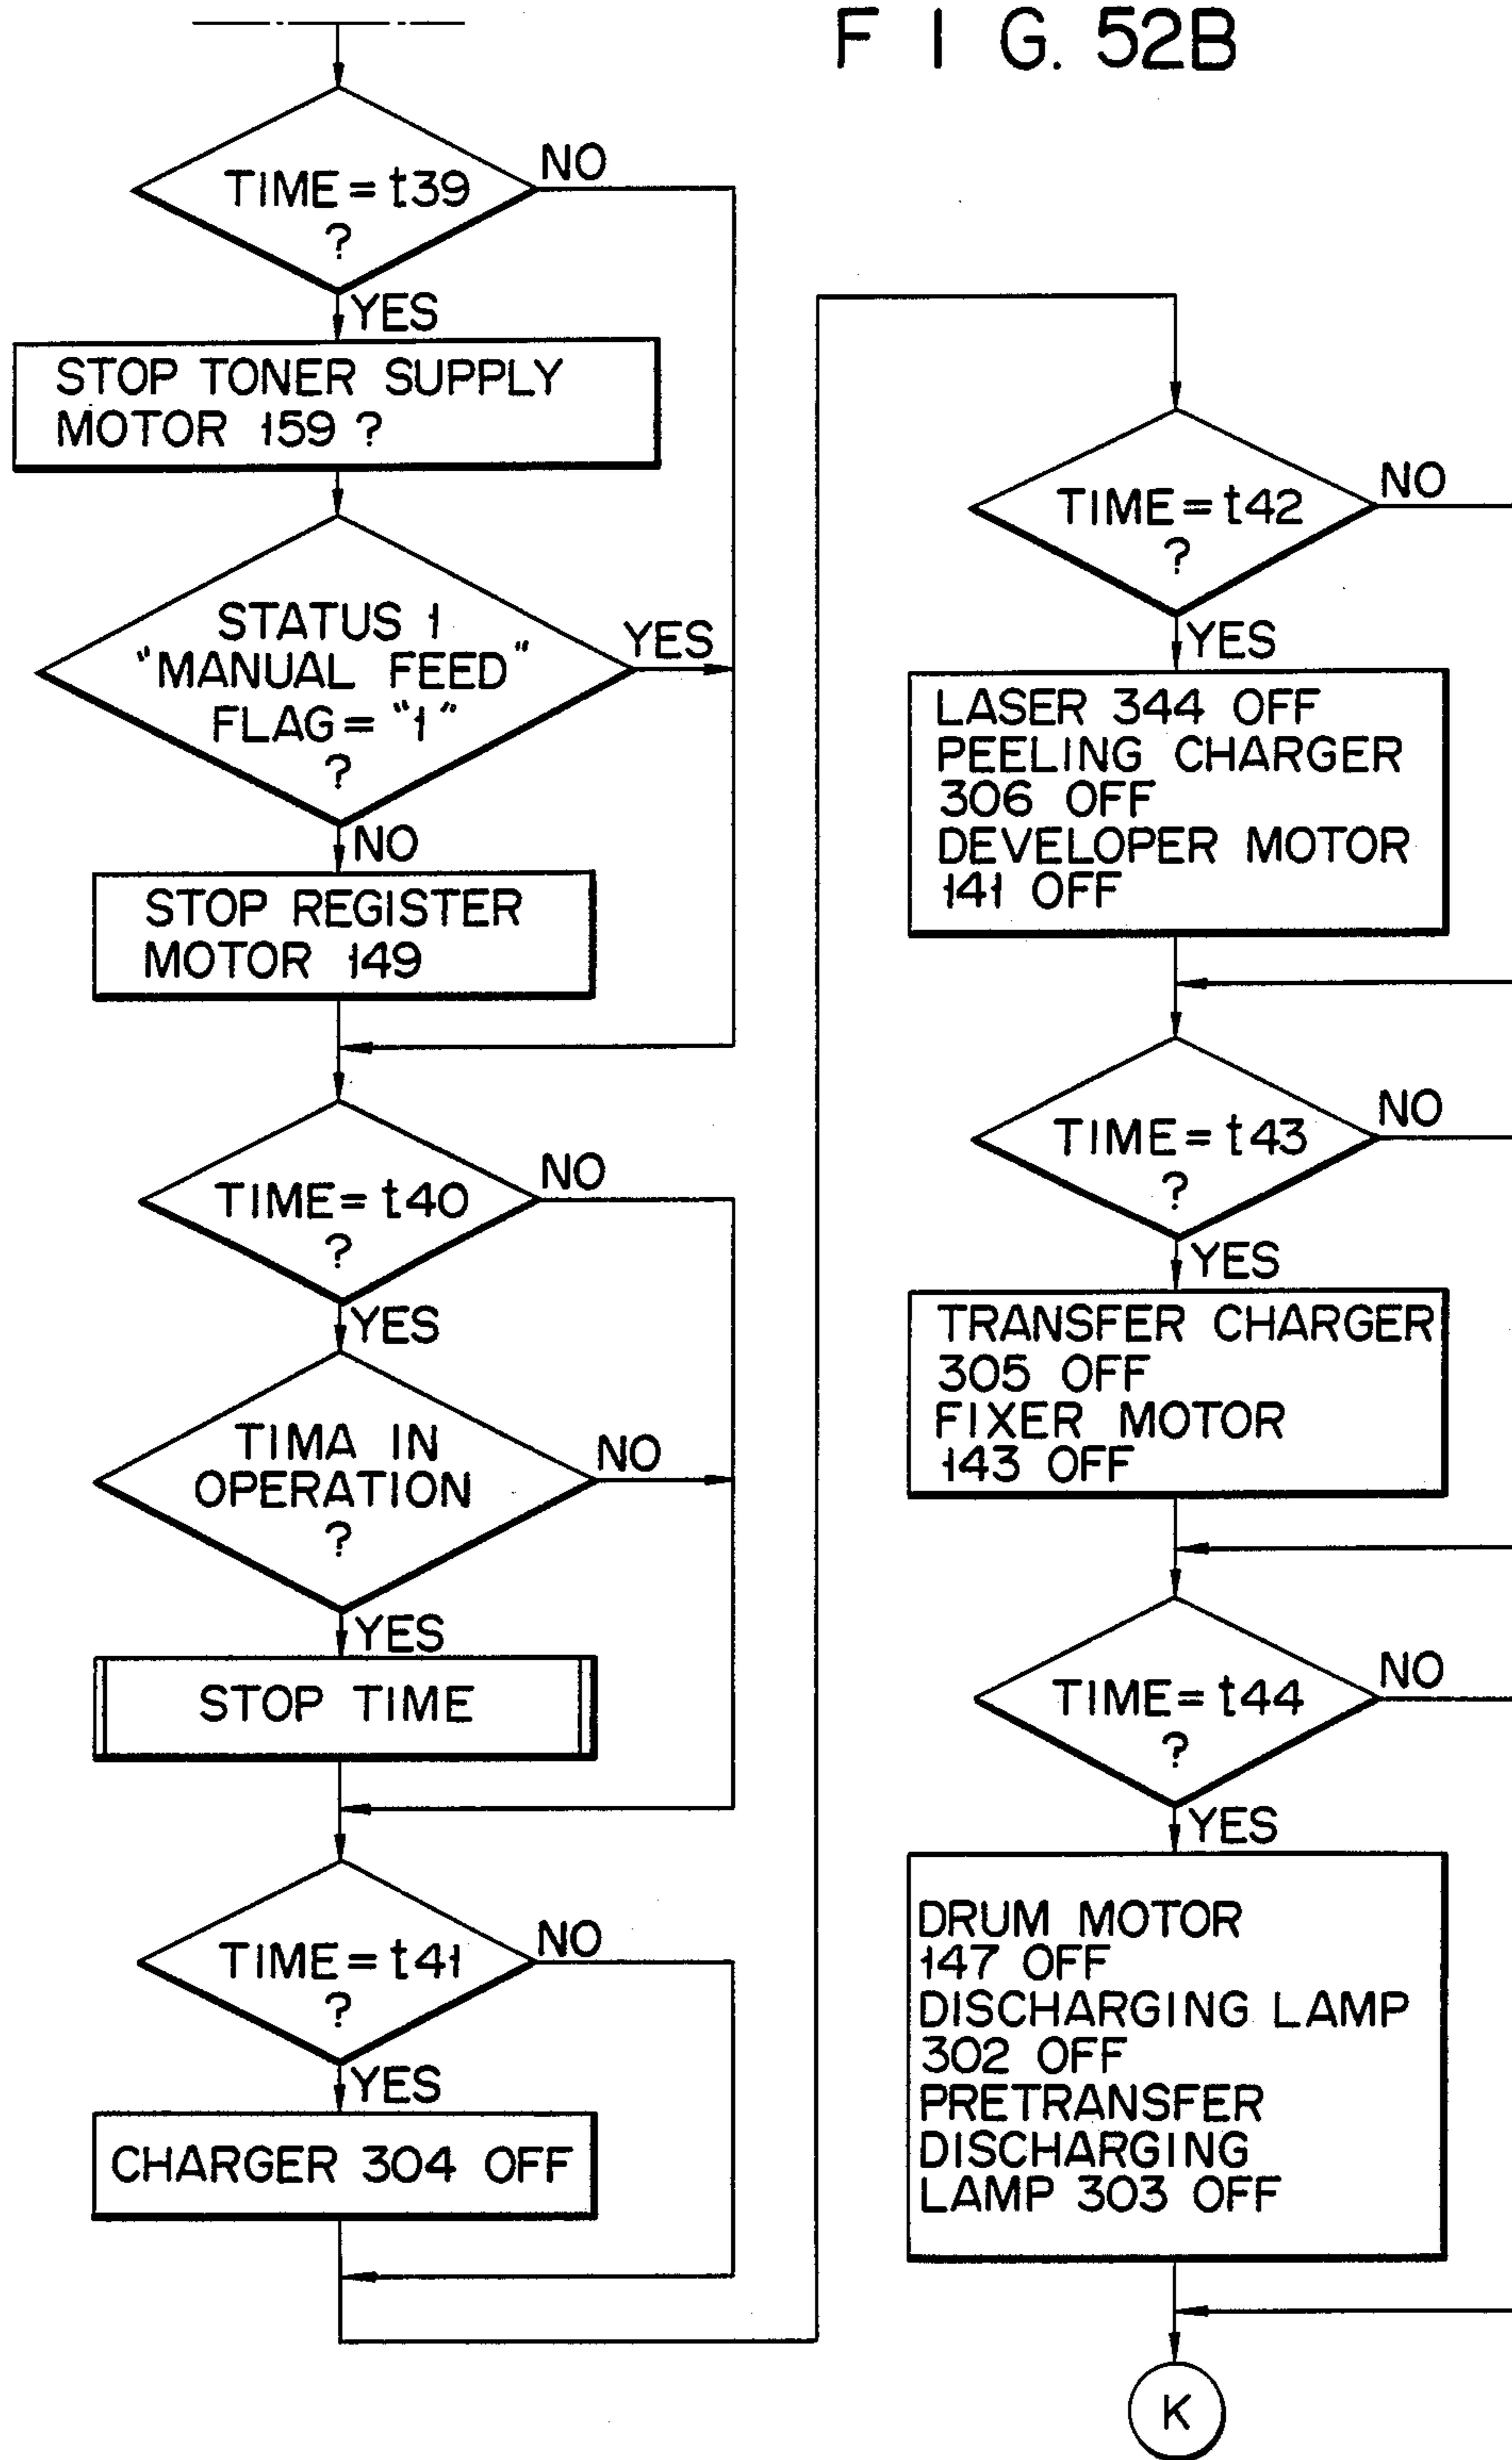 F I G. 52B
TIME = t39
?
NO
YES
STOP TONER SUPPLY
MOTOR 159 ?
STATUS 1
"MANUAL FEED"
FLAG = "1"
?
YES
NO
STOP REGISTER
MOTOR 149
TIME = t40
?
NO
YES
TIMA IN
OPERATION
?
NO
YES
STOP TIME
TIME = t41
?
NO
YES
CHARGER 304 OFF
TIME = t42
?
NO
YES
LASER 344 OFF
PEELING CHARGER
306 OFF
DEVELOPER MOTOR
141 OFF
TIME = t43
?
NO
YES
TRANSFER CHARGER
305 OFF
FIXER MOTOR
143 OFF
TIME = t44
?
NO
YES
DRUM MOTOR
147 OFF
DISCHARGING LAMP
302 OFF
PRETRANSFER
DISCHARGING
LAMP 303 OFF
K